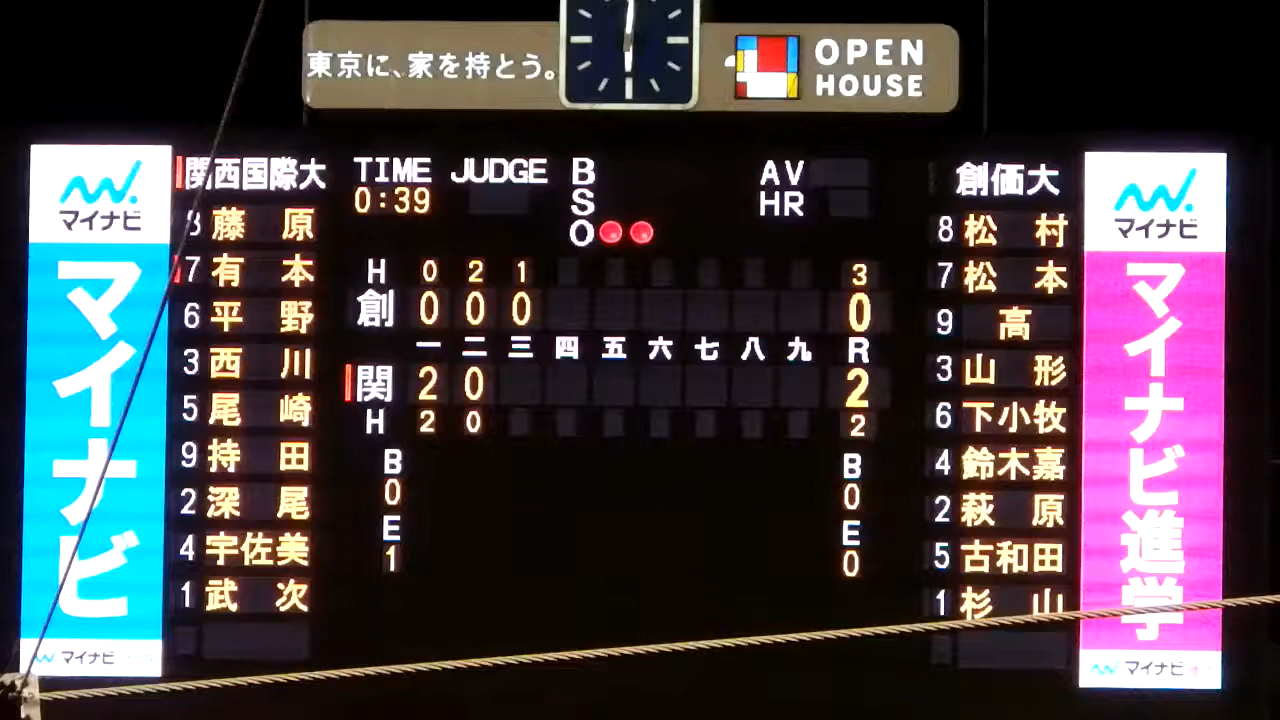 東京に、家を持とう。
OPEN
HOUSE
マイナビ
関西国際大
8 藤原
7 有本
6 平野
3 西川
5 尾崎
9 持田
2 深尾
4 宇佐美
1 武次
マイナビ
マイナビ
TIME JUDGE
0:39
B
S
O
AV
HR
H 0 2 1 3
創 0 0 0 0
一 二 三 四 五 六 七 八 九 R
関 2 0 2
H 2 0 2
B B
0 0
E E
1 0
創価大
8 松村
7 松本
9 高
3 山形
6 下小牧
4 鈴木嘉
2 萩原
5 古和田
1 杉山
マイナビ
マイナビ進学
マイナビ